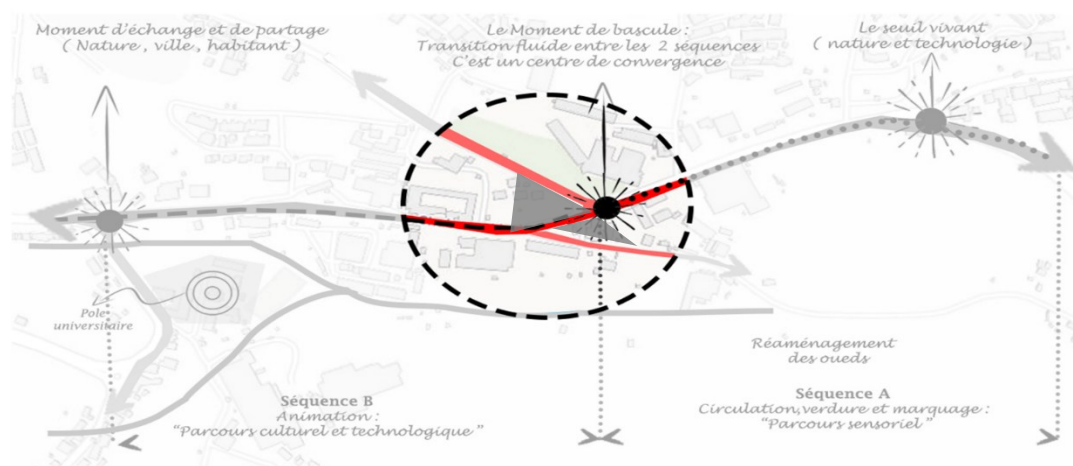 Moment d'échange et de partage
( Nature , ville , habitant )
Le Moment de bascule :
Transition fluide entre les 2 séquences
C'est un centre de convergence
Le seuil vivant
( nature et technologie )
Pole
universitaire
Réaménagement
des oueds
Séquence B
Animation :
"Parcours culturel et technologique "
Séquence A
Circulation,verdure et marquage :
"Parcours sensoriel "